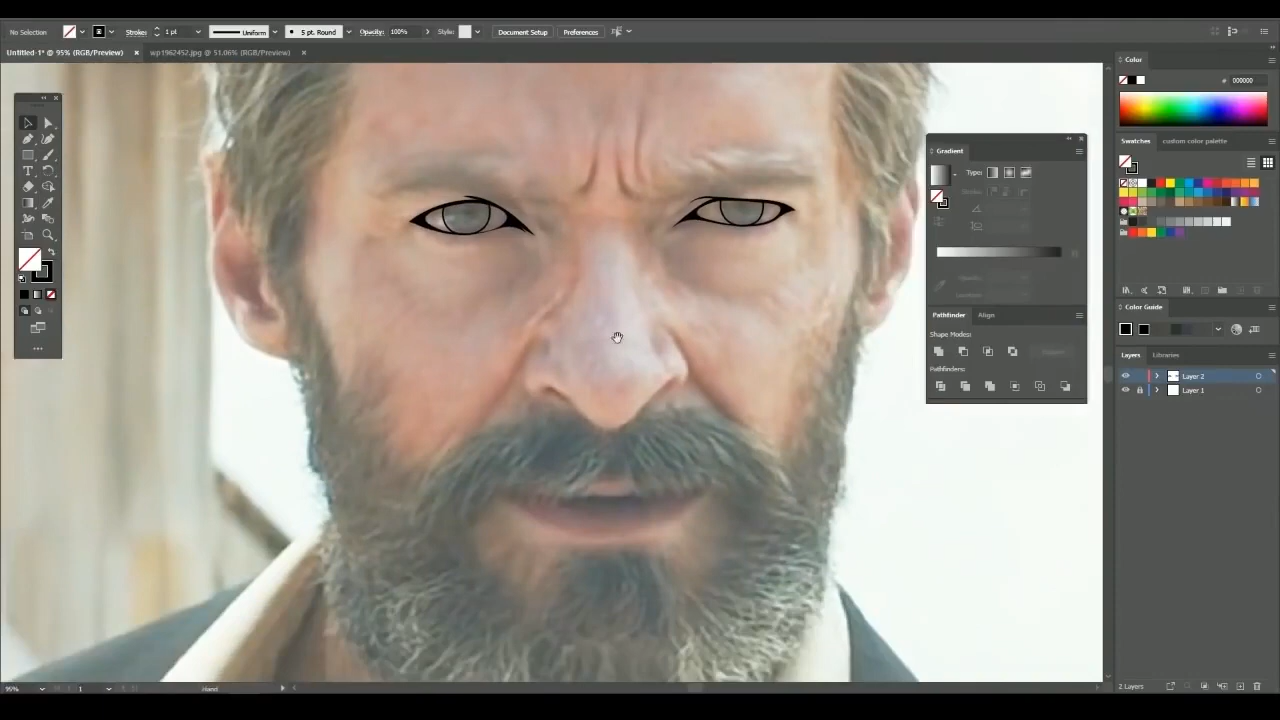 No Selection Stroke: 1 pt Uniform 5 pt. Round Opacity: 100% Style: Document Setup Preferences
Untitled-1* @ 95% (RGB/Preview) × wp1962452.jpg @ 51.06% (RGB/Preview) ×
Color
000000
Swatches custom color palette
Gradient
Type:
Pathfinder Align
Shape Modes:
Pathfinders:
Color Guide
Layers Libraries
Layer 2
Layer 1
95% 1 Hand
2 Layers